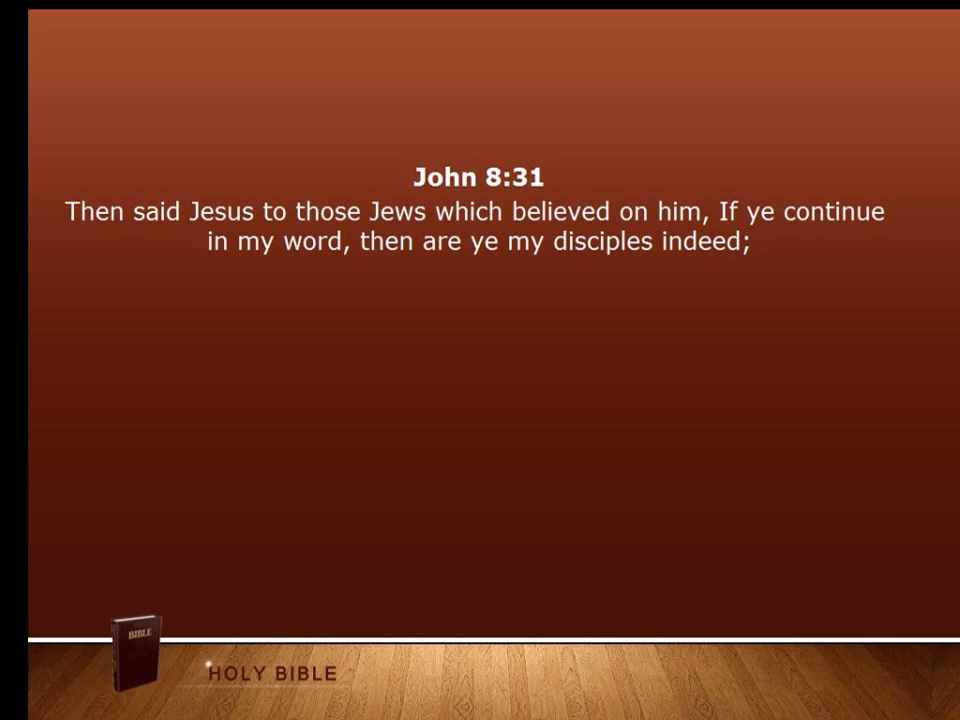 John 8:31
Then said Jesus to those Jews which believed on him, If ye continue
in my word, then are ye my disciples indeed;
BIBLE
HOLY BIBLE